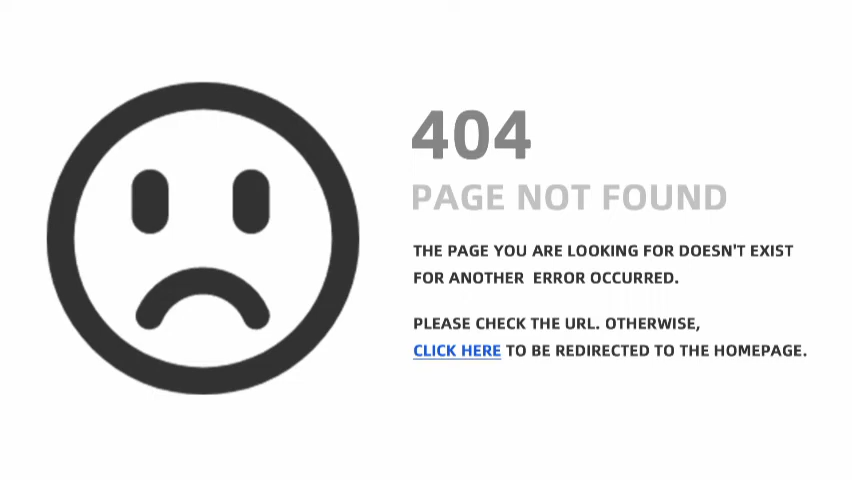 404
PAGE NOT FOUND
THE PAGE YOU ARE LOOKING FOR DOESN'T EXIST
FOR ANOTHER  ERROR OCCURRED.
PLEASE CHECK THE URL. OTHERWISE,
CLICK HERE TO BE REDIRECTED TO THE HOMEPAGE.